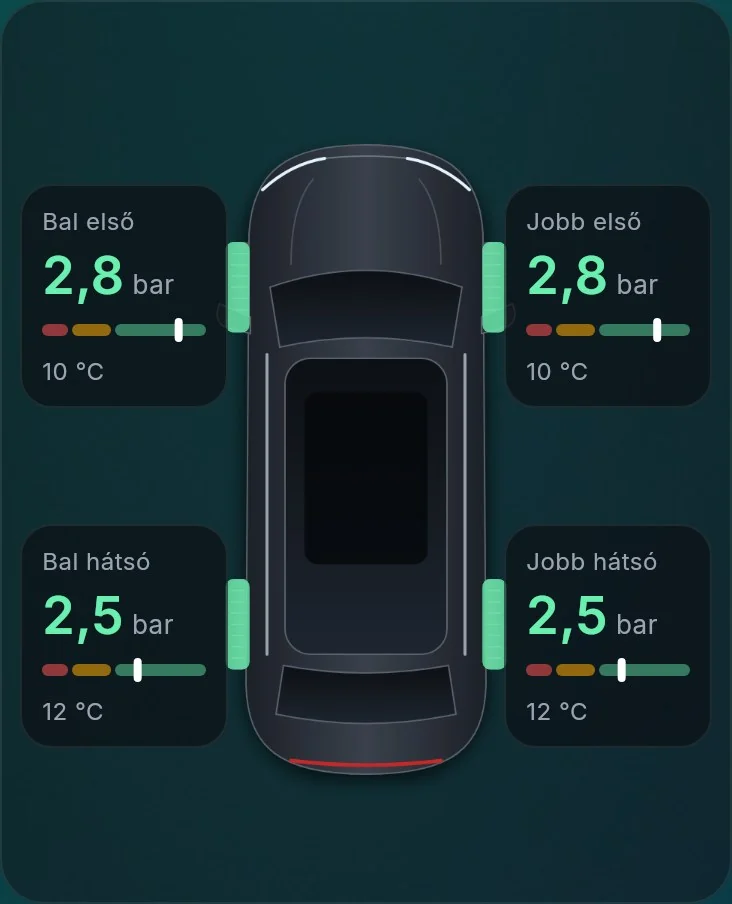 Bal első
2,8 bar
10 °C
Jobb első
2,8 bar
10 °C
Bal hátsó
2,5 bar
12 °C
Jobb hátsó
2,5 bar
12 °C